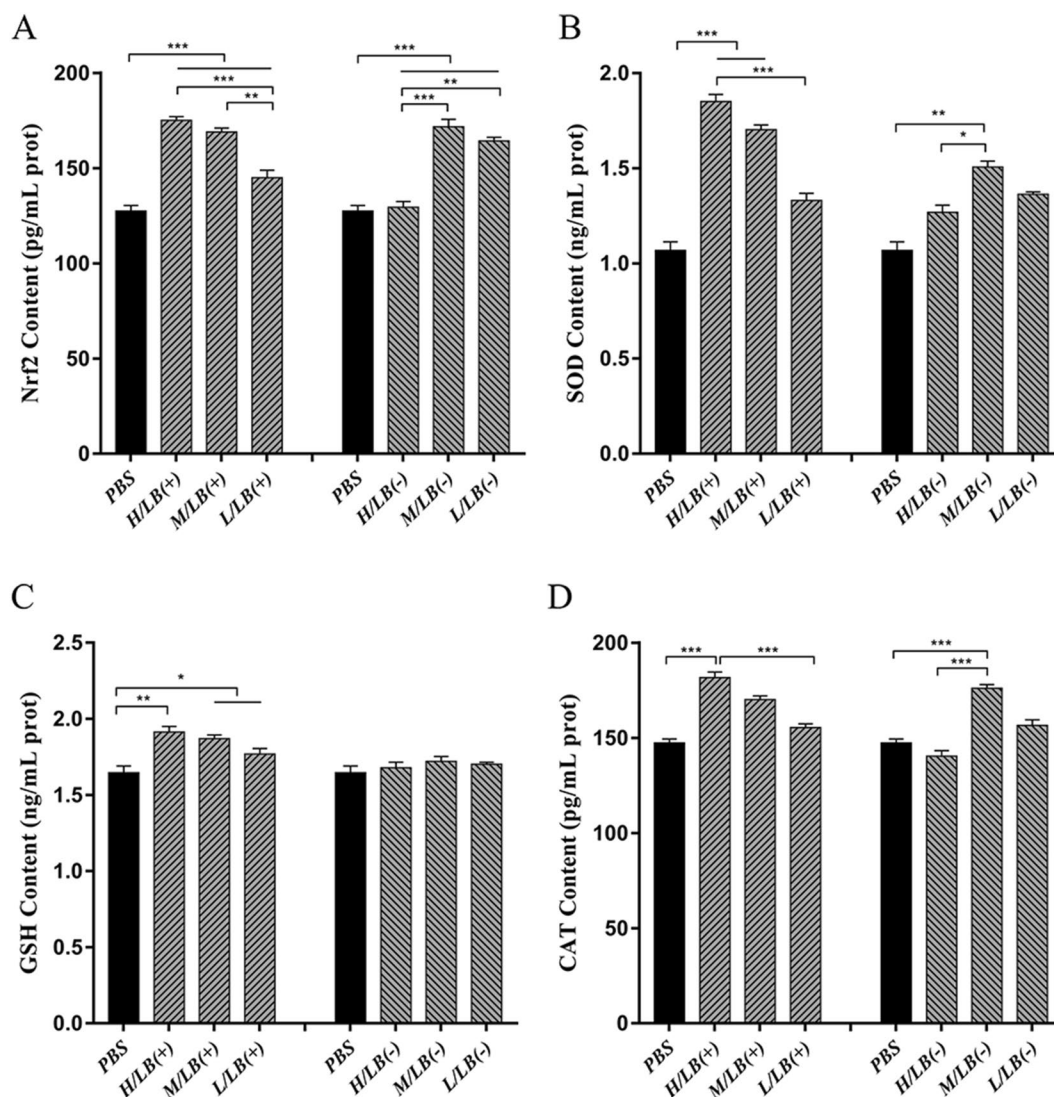 A
Nrf2 Content (pg/mL prot)
200
150
100
50
0
***
***
**
***
**
***
PBS
H/LB(+)
M/LB(+)
L/LB(+)
PBS
H/LB(-)
M/LB(-)
L/LB(-)
B
SOD Content (ng/mL prot)
2.0
1.5
1.0
0.5
0.0
***
***
**
*
PBS
H/LB(+)
M/LB(+)
L/LB(+)
PBS
H/LB(-)
M/LB(-)
L/LB(-)
C
GSH Content (ng/mL prot)
2.5
2.0
1.5
1.0
0.5
0.0
*
**
PBS
H/LB(+)
M/LB(+)
L/LB(+)
PBS
H/LB(-)
M/LB(-)
L/LB(-)
D
CAT Content (pg/mL prot)
200
150
100
50
0
***
***
***
***
PBS
H/LB(+)
M/LB(+)
L/LB(+)
PBS
H/LB(-)
M/LB(-)
L/LB(-)